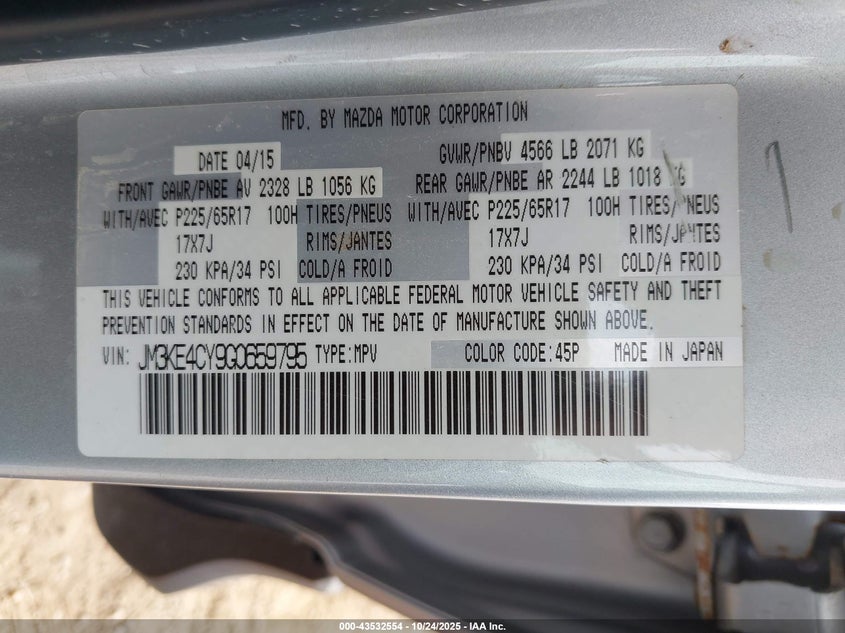 MFD. BY MAZDA MOTOR CORPORATION
DATE 04/15 GVWR/PNBV 4566 LB 2071 KG
FRONT GAWR/PNBE AV 2328 LB 1056 KG REAR GAWR/PNBE AR 2244 LB 1018 KG
WITH/AVEC P225/65R17 100H TIRES/PNEUS WITH/AVEC P225/65R17 100H TIRES/PNEUS
17X7J RIMS/JANTES 17X7J RIMS/JANTES
230 KPA/34 PSI COLD/A FROID 230 KPA/34 PSI COLD/A FROID
THIS VEHICLE CONFORMS TO ALL APPLICABLE FEDERAL MOTOR VEHICLE SAFETY AND THEFT
PREVENTION STANDARDS IN EFFECT ON THE DATE OF MANUFACTURE SHOWN ABOVE.
VIN: JM3KE4CY9G0659795 TYPE:MPV COLOR CODE:45P MADE IN JAPAN
000-43532554 - 10/24/2025 - IAA Inc.